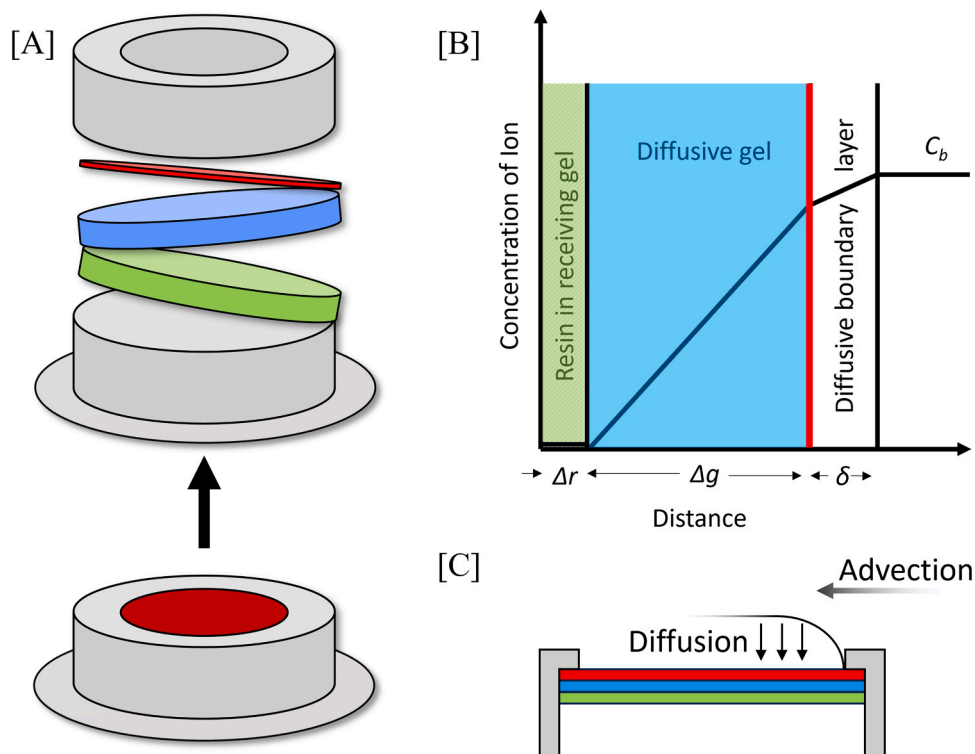 [A]
[B]
Concentration of Ion
Resin in receiving gel
Diffusive gel
Diffusive boundary
layer
C_b
Δr
Δg
δ
Distance
[C]
Advection
Diffusion